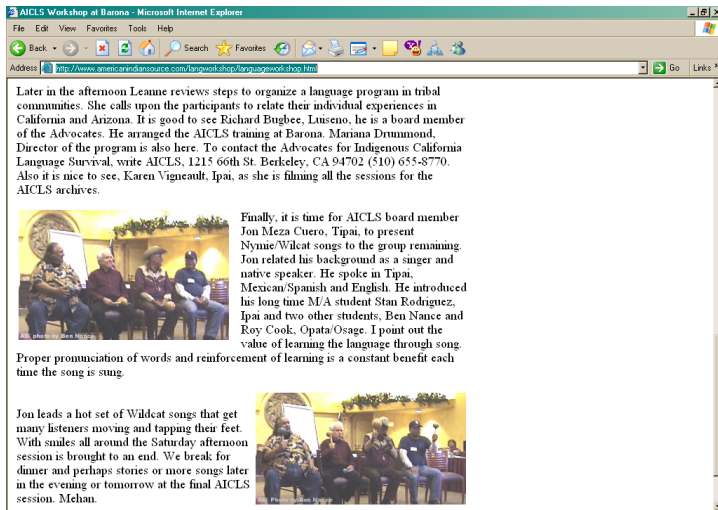 AICLS Workshop at Barona - Microsoft Internet Explorer
File Edit View Favorites Tools Help
Back Search Favorites
Address http://www.americanindiansource.com/langworkshop/languageworkshop.html Go Links »
Later in the afternoon Leanne reviews steps to organize a language program in tribal
communities. She calls upon the participants to relate their individual experiences in
California and Arizona. It is good to see Richard Bugbee, Luiseno, he is a board member
of the Advocates. He arranged the AICLS training at Barona. Mariana Drummond,
Director of the program is also here. To contact the Advocates for Indigenous California
Language Survival, write AICLS, 1215 66th St. Berkeley, CA 94702 (510) 655-8770.
Also it is nice to see, Karen Vigneault, Ipai, as she is filming all the sessions for the
AICLS archives.
Finally, it is time for AICLS board member
Jon Meza Cuero, Tipai, to present
Nymie/Wilcat songs to the group remaining.
Jon related his background as a singer and
native speaker. He spoke in Tipai,
Mexican/Spanish and English. He introduced
his long time M/A student Stan Rodriguez,
Ipai and two other students, Ben Nance and
Roy Cook, Opata/Osage. I point out the
value of learning the language through song.
Proper pronunciation of words and reinforcement of learning is a constant benefit each
time the song is sung.
AIS photo by Ben Nance
Jon leads a hot set of Wildcat songs that get
many listeners moving and tapping their feet.
With smiles all around the Saturday afternoon
session is brought to an end. We break for
dinner and perhaps stories or more songs later
in the evening or tomorrow at the final AICLS
session. Mehan.
AIS Photo by Ben Nance